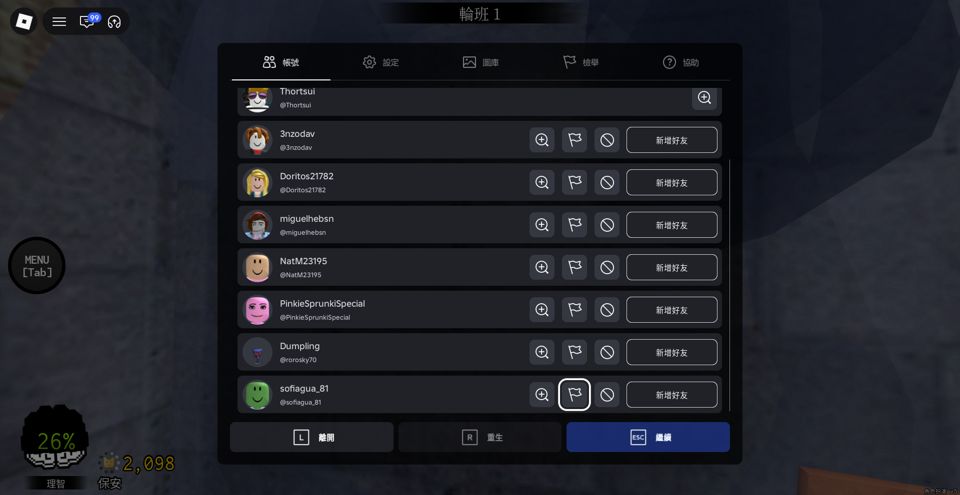 99
輪班 1
帳號
設定
圖庫
檢舉
協助
Thortsui
@Thortsui
3nzodav
@3nzodav
新增好友
Doritos21782
@Doritos21782
新增好友
miguelhebsn
@miguelhebsn
新增好友
MENU
[Tab]
NatM23195
@NatM23195
新增好友
PinkieSprunkiSpecial
@PinkieSprunkiSpecial
新增好友
Dumpling
@rorosky70
新增好友
sofiagua_81
@sofiagua_81
新增好友
L 離開
R 重生
ESC 繼續
26%
理智
2,098
保安